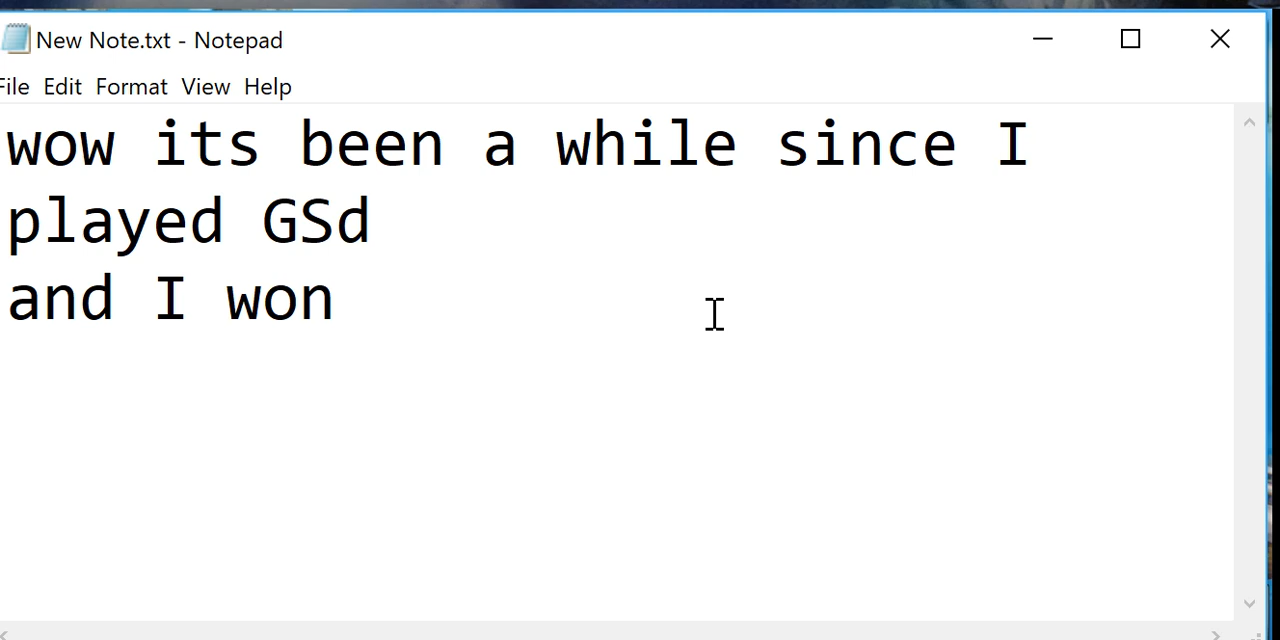 New Note.txt - Notepad
File Edit Format View Help
wow its been a while since I
played GSd
and I won